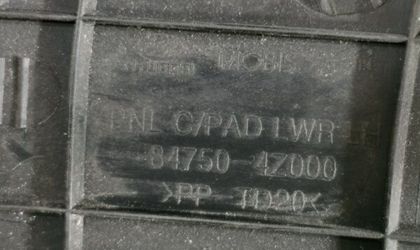 MOBIS
PNL C/PAD LWR LH
84750-4Z000
>PP-TD20<